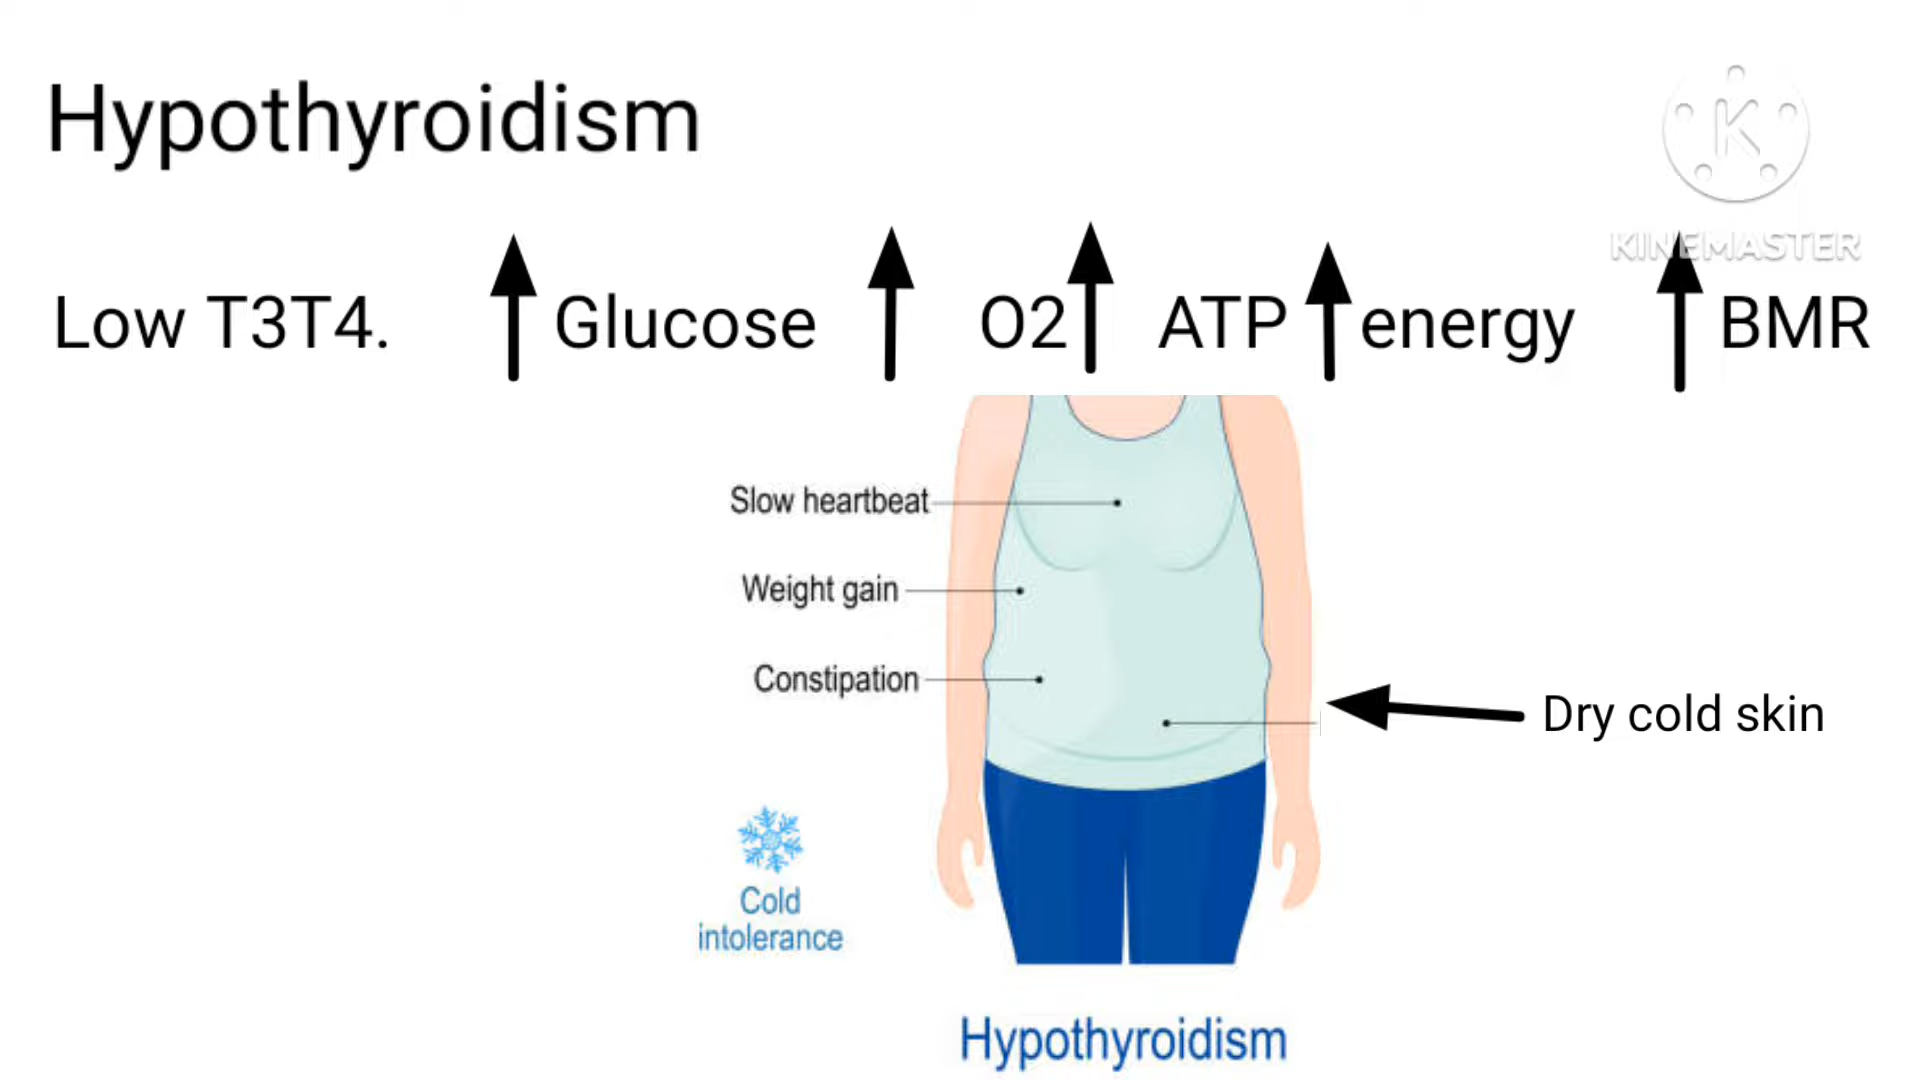 Hypothyroidism
K
KINEMASTER
Low T3T4. Glucose O2 ATP energy BMR
Slow heartbeat
Weight gain
Constipation
Dry cold skin
Cold
intolerance
Hypothyroidism